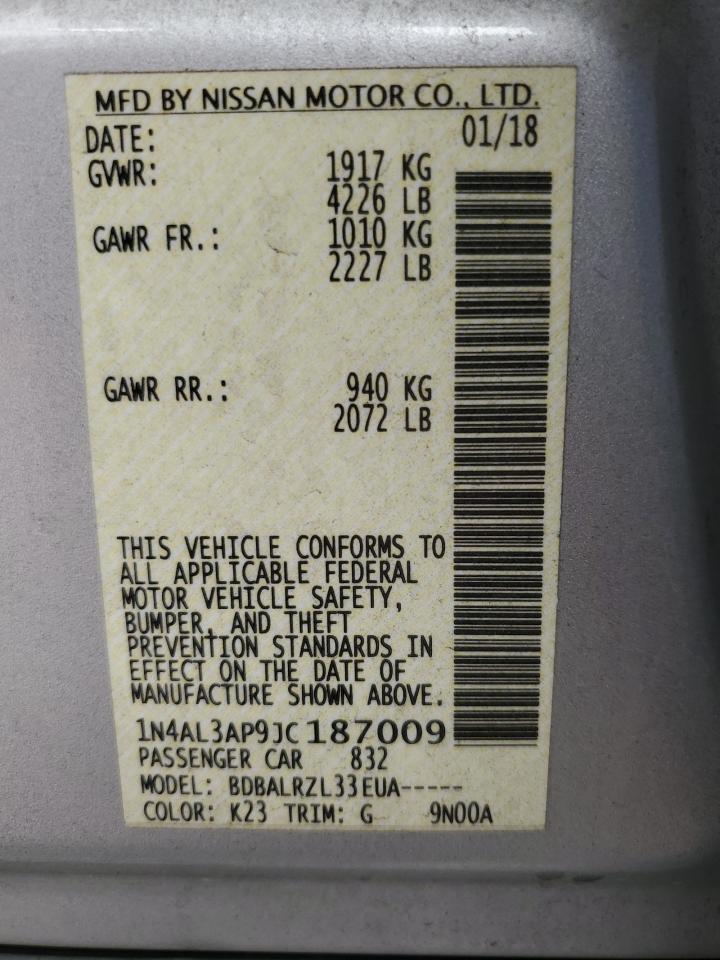 MFD BY NISSAN MOTOR CO., LTD.
DATE: 01/18
GVWR: 1917 KG
4226 LB
GAWR FR.: 1010 KG
2227 LB
GAWR RR.: 940 KG
2072 LB
THIS VEHICLE CONFORMS TO
ALL APPLICABLE FEDERAL
MOTOR VEHICLE SAFETY,
BUMPER, AND THEFT
PREVENTION STANDARDS IN
EFFECT ON THE DATE OF
MANUFACTURE SHOWN ABOVE.
1N4AL3AP9JC187009
PASSENGER CAR 832
MODEL: BDBALRZL33EUA-----
COLOR: K23 TRIM: G 9N00A